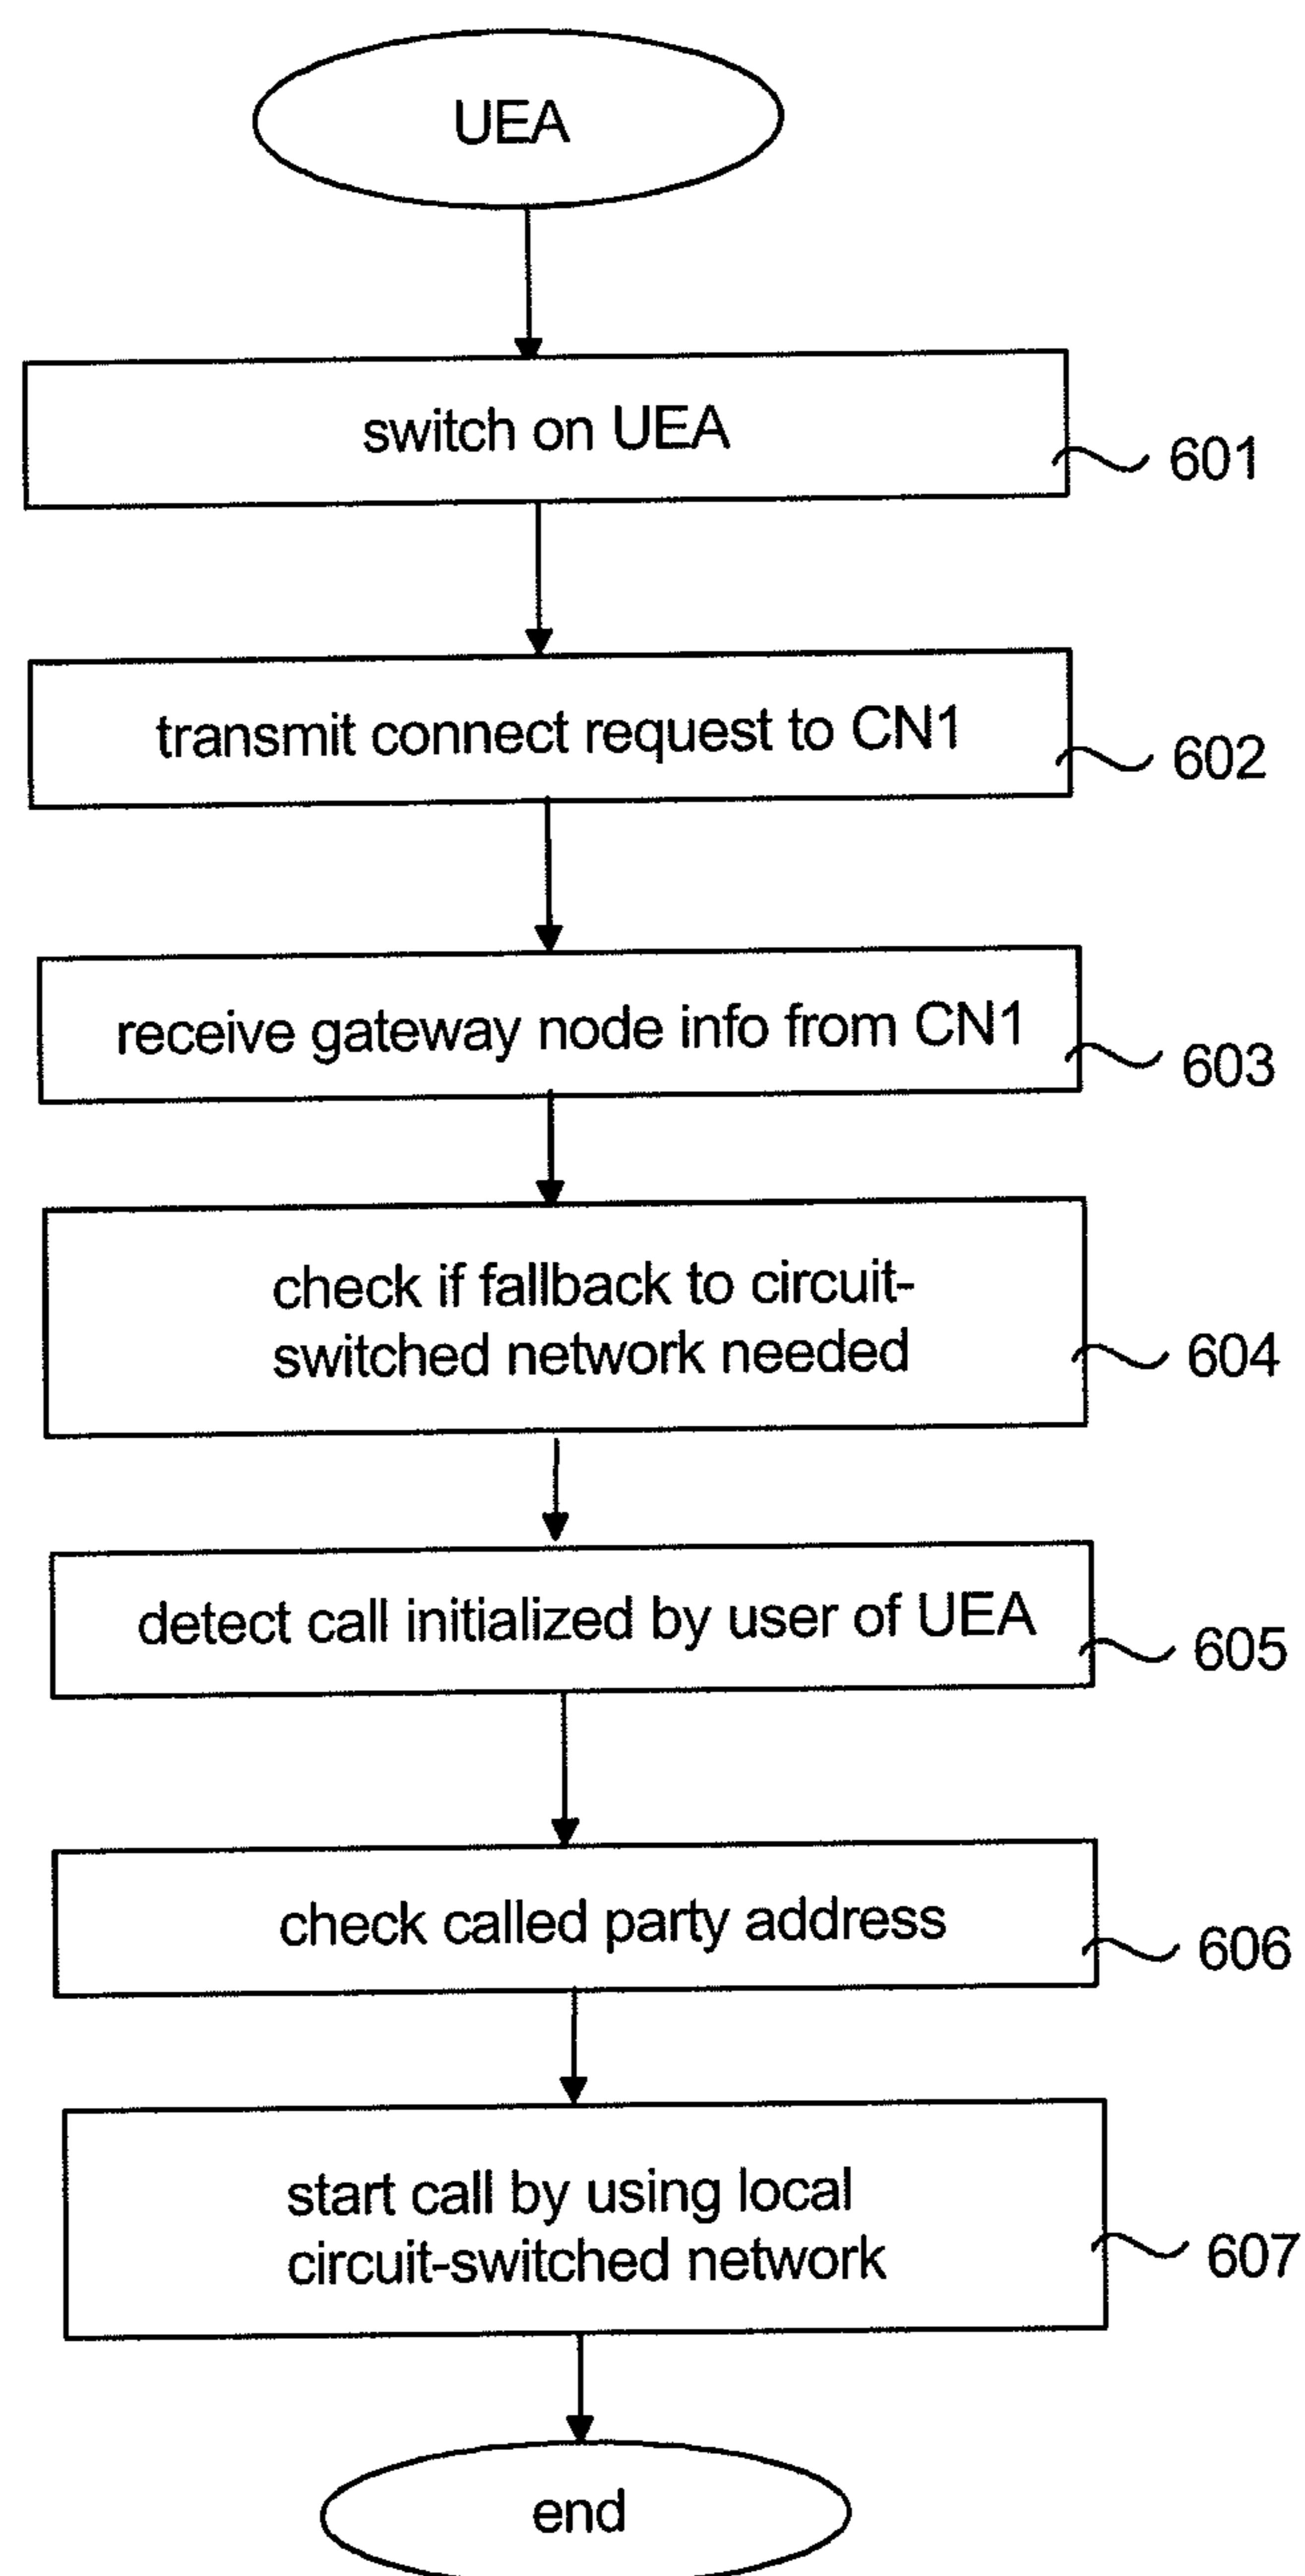 UEA
switch on UEA
601
transmit connect request to CN1
602
receive gateway node info from CN1
603
check if fallback to circuit-
switched network needed
604
detect call initialized by user of UEA
605
check called party address
606
start call by using local
circuit-switched network
607
end